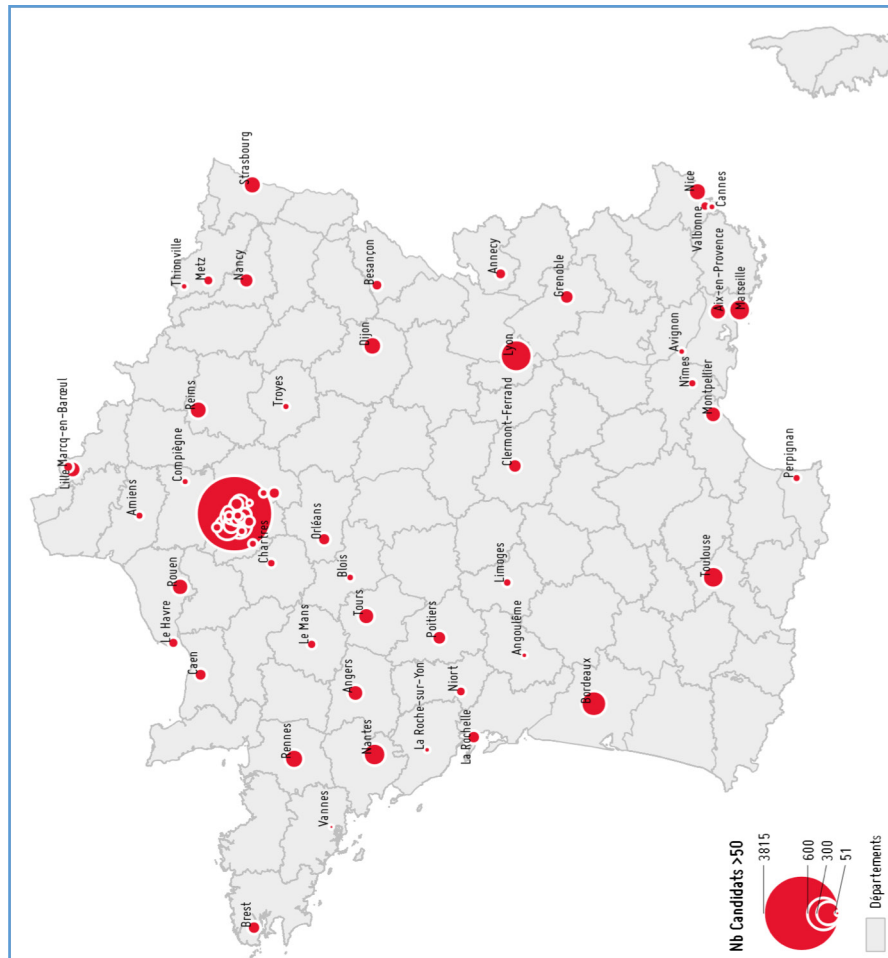 Brest
Vannes
Rennes
Nantes
La Roche-sur-Yon
La Rochelle
Niort
Angers
Caen
Le Havre
Rouen
Le Mans
Tours
Poitiers
Angoulême
Bordeaux
Amiens
Lille
Marcq-en-Barœul
Compiègne
Chartres
Orléans
Blois
Limoges
Toulouse
Perpignan
Reims
Troyes
Dijon
Clermont-Ferrand
Lyon
Montpellier
Nîmes
Avignon
Thionville
Metz
Nancy
Strasbourg
Besançon
Annecy
Grenoble
Aix-en-Provence
Marseille
Valbonne
Nice
Cannes
Nb Candidats >50
3815
600
300
51
Départements